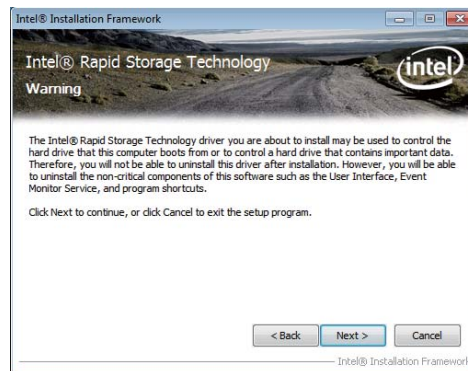 Intel® Installation Framework
Intel® Rapid Storage Technology
Warning
intel
The Intel® Rapid Storage Technology driver you are about to install may be used to control the
hard drive that this computer boots from or to control a hard drive that contains important data.
Therefore, you will not be able to uninstall this driver after installation. However, you will be able
to uninstall the non-critical components of this software such as the User Interface, Event
Monitor Service, and program shortcuts.
Click Next to continue, or click Cancel to exit the setup program.
< Back Next > Cancel
Intel® Installation Framework